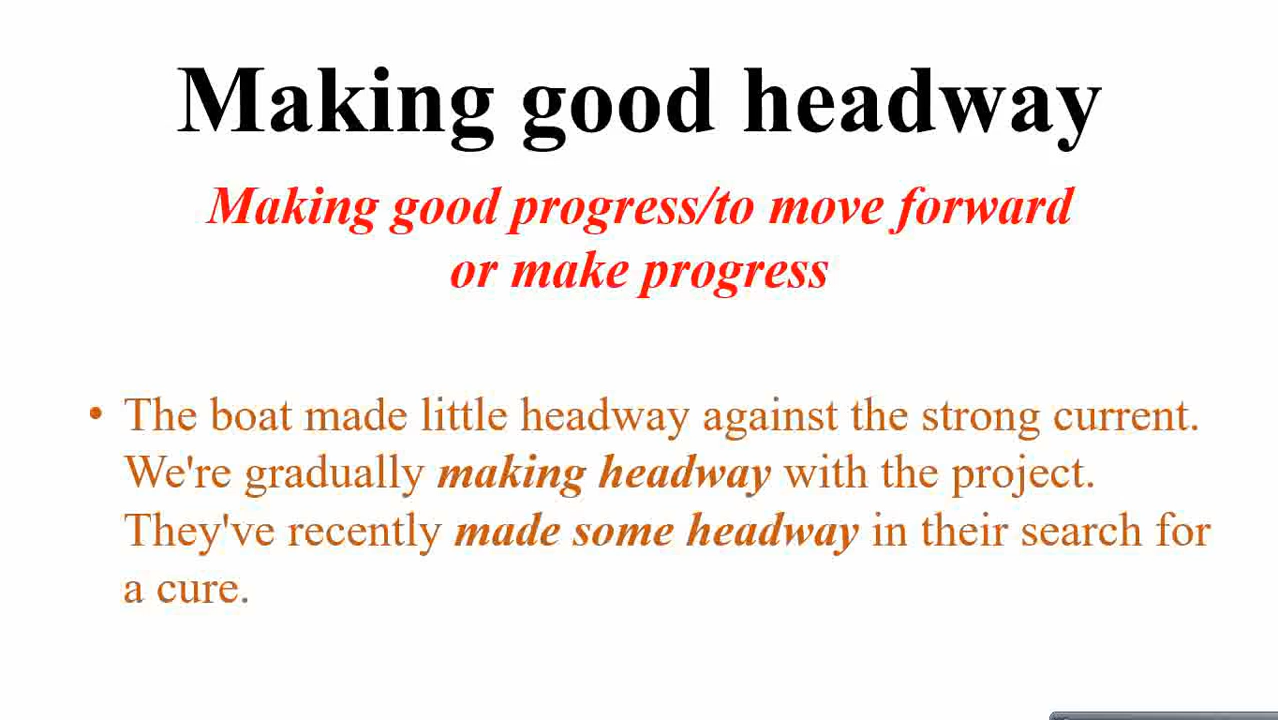 Making good headway
Making good progress/to move forward
or make progress
• The boat made little headway against the strong current.
We're gradually making headway with the project.
They've recently made some headway in their search for
a cure.